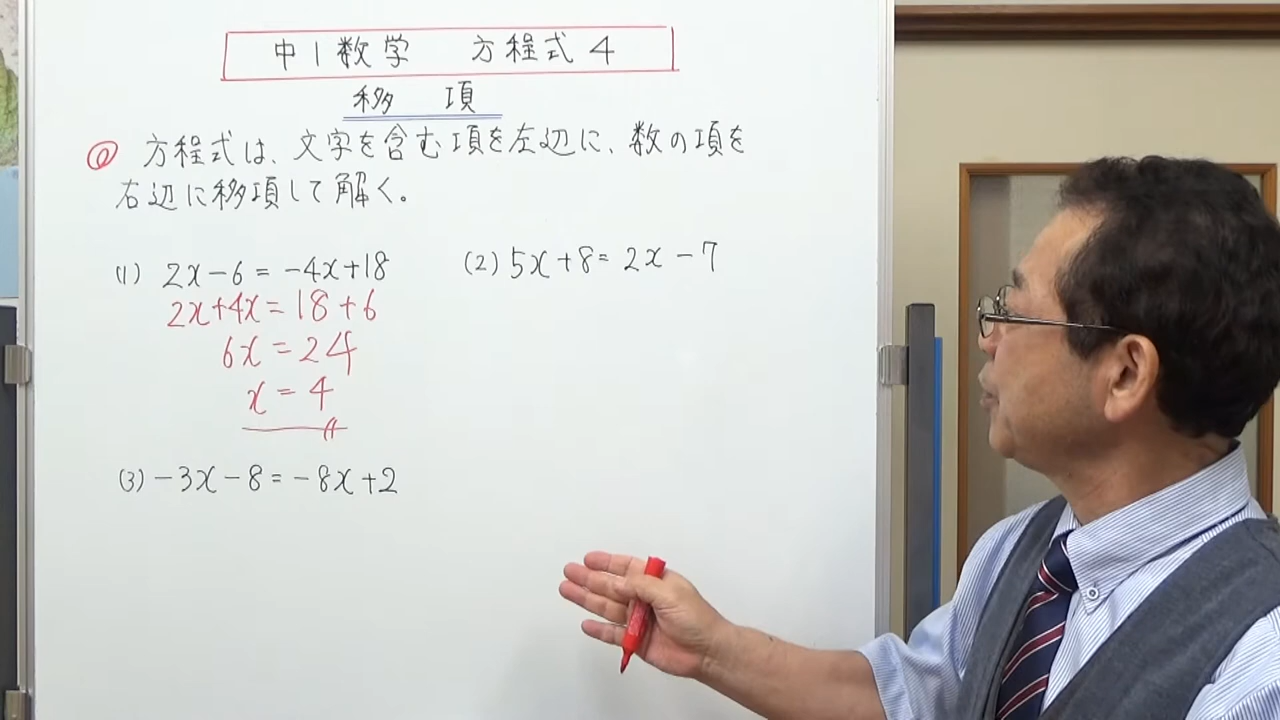 中1数学 方程式4
移項
◎ 方程式は、文字を含む項を左辺に、数の項を
右辺に移項して解く。
(1) 2x-6=-4x+18
2x+4x=18+6
6x=24
x=4
(2) 5x+8=2x-7
(3) -3x-8=-8x+2